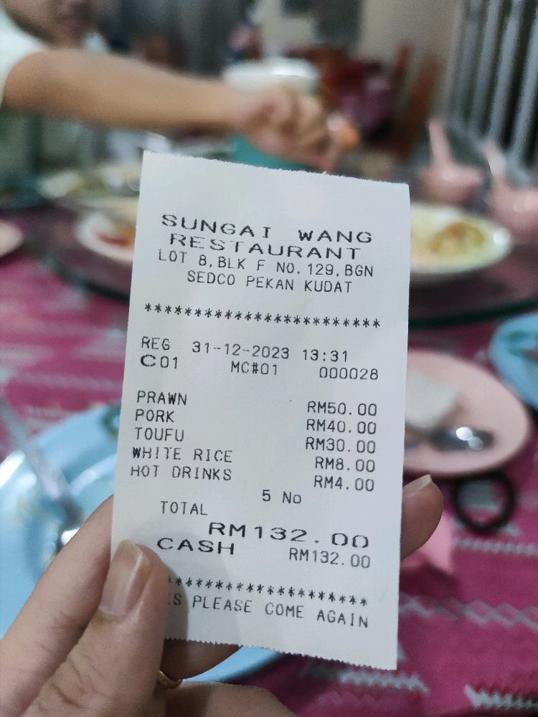 SUNGAI WANG
RESTAURANT
LOT 8,BLK F NO.129,BGN
SEDCO PEKAN KUDAT
*************************
REG 31-12-2023 13:31
C01 MC#01 000028
PRAWN RM50.00
PORK RM40.00
TOUFU RM30.00
WHITE RICE RM8.00
HOT DRINKS RM4.00
5 No
TOTAL
RM132.00
CASH RM132.00
*********************
PLEASE COME AGAIN